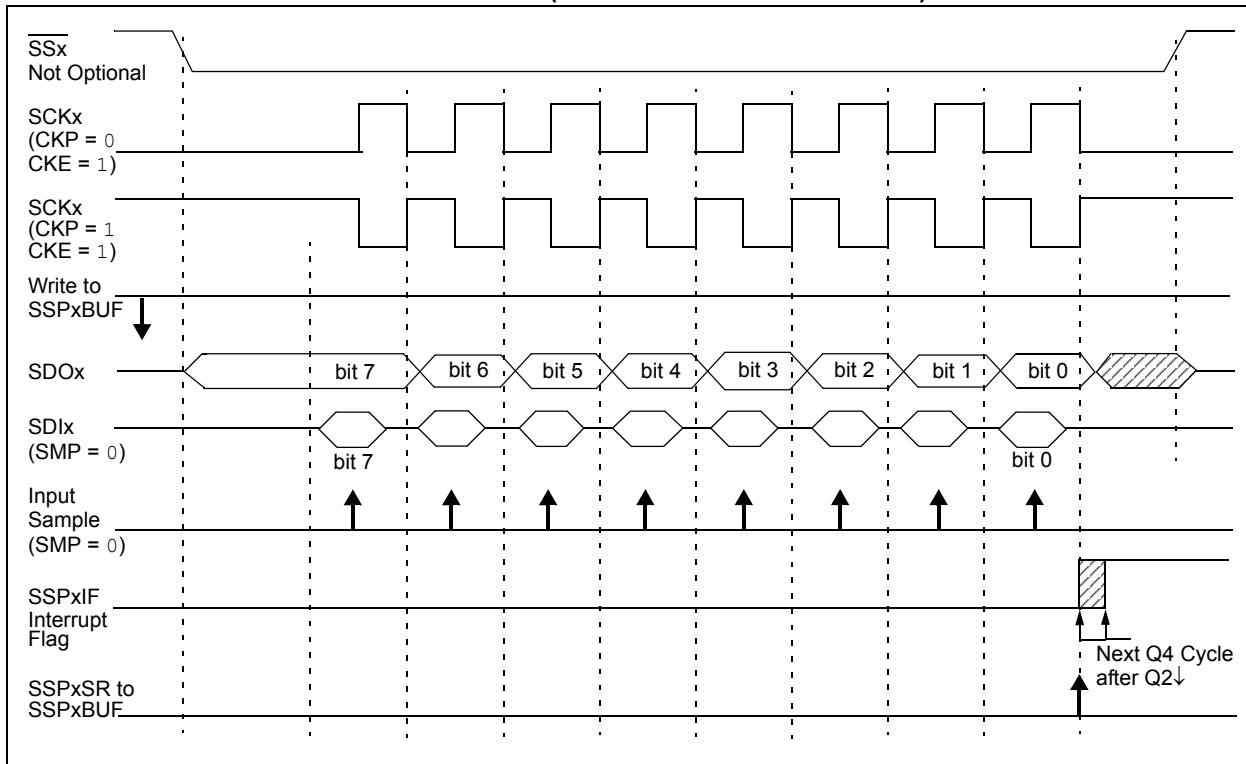 SSx
Not Optional
SCKx
(CKP = 0
CKE = 1)
SCKx
(CKP = 1
CKE = 1)
Write to
SSPxBUF
SDOx
bit 7 bit 6 bit 5 bit 4 bit 3 bit 2 bit 1 bit 0
SDIx
(SMP = 0)
bit 7 bit 0
Input
Sample
(SMP = 0)
SSPxIF
Interrupt
Flag
Next Q4 Cycle
after Q2↓
SSPxSR to
SSPxBUF